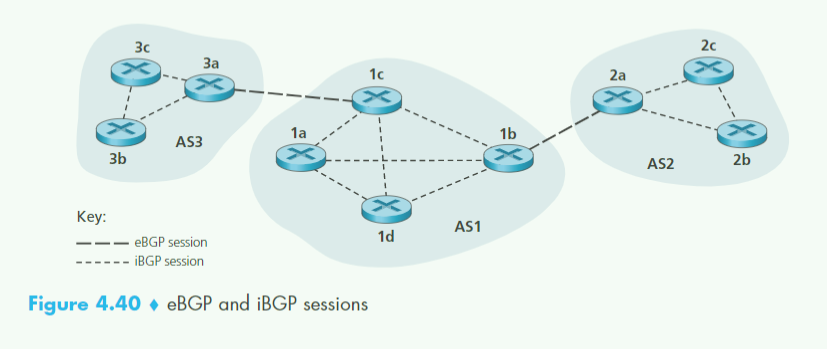 3c
3a
3b
AS3
1c
1a
1b
1d
AS1
2a
2c
2b
AS2
Key:
eBGP session
iBGP session
Figure 4.40 ♦ eBGP and iBGP sessions